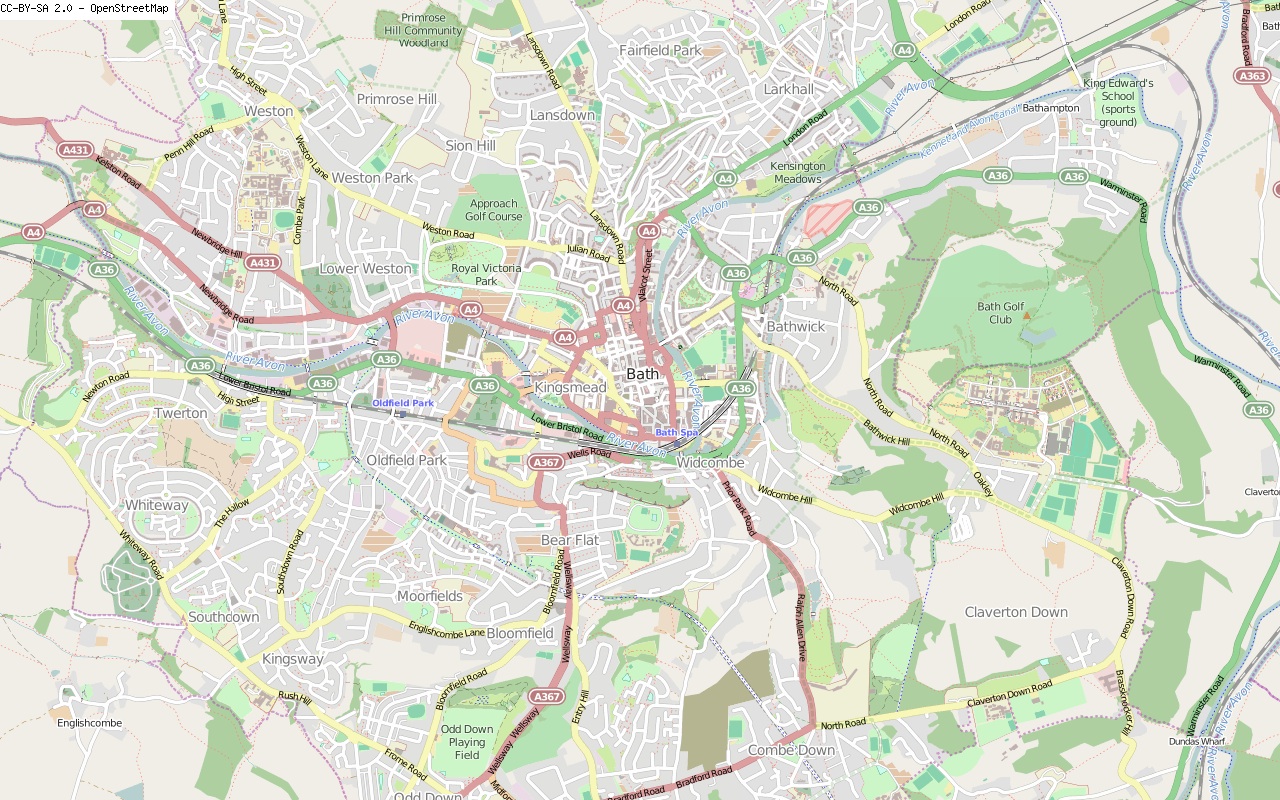 CC-BY-SA 2.0 - OpenStreetMap
Primrose
Hill Community
Woodland
Lansdown Road
Fairfield Park
London Road
A4
Bradford Road
A363
High Street
Weston
Primrose Hill
Lansdown
Larkhall
River Avon
King Edward's
School
(sports
ground)
Bathampton
Kennet and Avon Canal
London Road
A431
Kelston Road
Penn Hill Road
Weston Lane
Sion Hill
Weston Park
Kensington
Meadows
A4
A36
A36
Warminster
Road
River Avon
A4
A4
Combe Park
Approach
Golf Course
Weston Road
Lansdown Road
Julian Road
A4
River Avon
A36
Newbridge Hill
A431
A36
River Avon
Lower Weston
Royal Victoria
Park
Walcot Street
A36
A36
North Road
Newbridge Road
A4
River Avon
A4
A4
Bathwick
Bath Golf
Club
River Avon
A36
A36
Lower Bristol Road
A36
A36
Kingsmead
Bath
River Avon
A36
Warminster
Road
A36
River
Newton Road
High Street
Twerton
Oldfield Park
Lower Bristol Road
River Avon
Bath Spa
North Road
Bathwick Hill
North Road
Oldfield Park
A367
Wells Road
Widcombe
Widcombe Hill
Widcombe Hill
Oakley
Whiteway
The Hollow
Prior Park Road
Whiteway Road
Southdown Road
Bear Flat
Bloomfield Road
Wellsway
Claverton Down Road
Moorfields
Southdown
Englishcombe Lane
Bloomfield
Wellsway
Ralph Allen Drive
Claverton Down
Kingsway
Rush Hill
Bloomfield Road
A367
Entry Hill
Claverton Down Road
Brassknocker Hill
Warminster Road
River Avon
Englishcombe
Odd Down
Playing
Field
Wellsway
Wellsway
North Road
Combe Down
Dundas Wharf
Frome Road
Odd Down
Bradford Road
Bradford Road